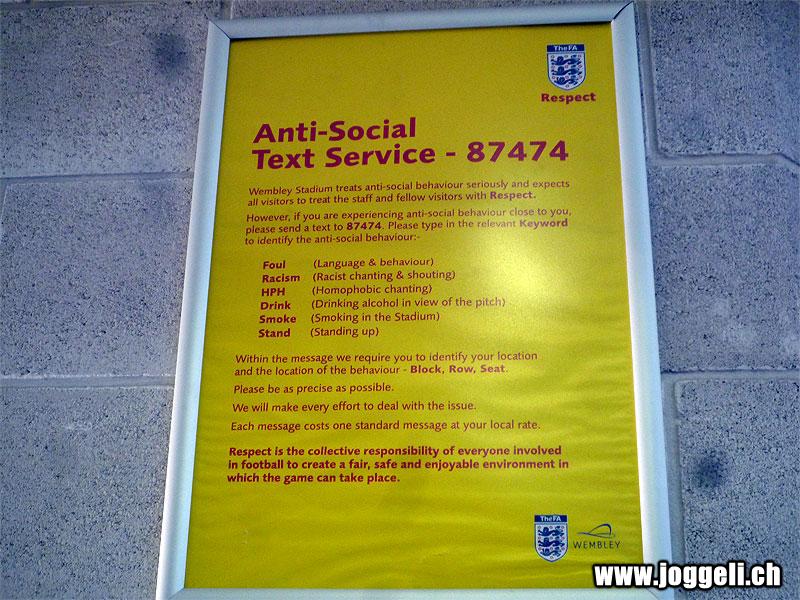 TheFA
Respect
Anti-Social
Text Service - 87474
Wembley Stadium treats anti-social behaviour seriously and expects
all visitors to treat the staff and fellow visitors with Respect.
However, if you are experiencing anti-social behaviour close to you,
please send a text to 87474. Please type in the relevant Keyword
to identify the anti-social behaviour:-
Foul (Language & behaviour)
Racism (Racist chanting & shouting)
HPH (Homophobic chanting)
Drink (Drinking alcohol in view of the pitch)
Smoke (Smoking in the Stadium)
Stand (Standing up)
Within the message we require you to identify your location
and the location of the behaviour - Block, Row, Seat.
Please be as precise as possible.
We will make every effort to deal with the issue.
Each message costs one standard message at your local rate.
Respect is the collective responsibility of everyone involved
in football to create a fair, safe and enjoyable environment in
which the game can take place.
TheFA
WEMBLEY
www.joggeli.ch